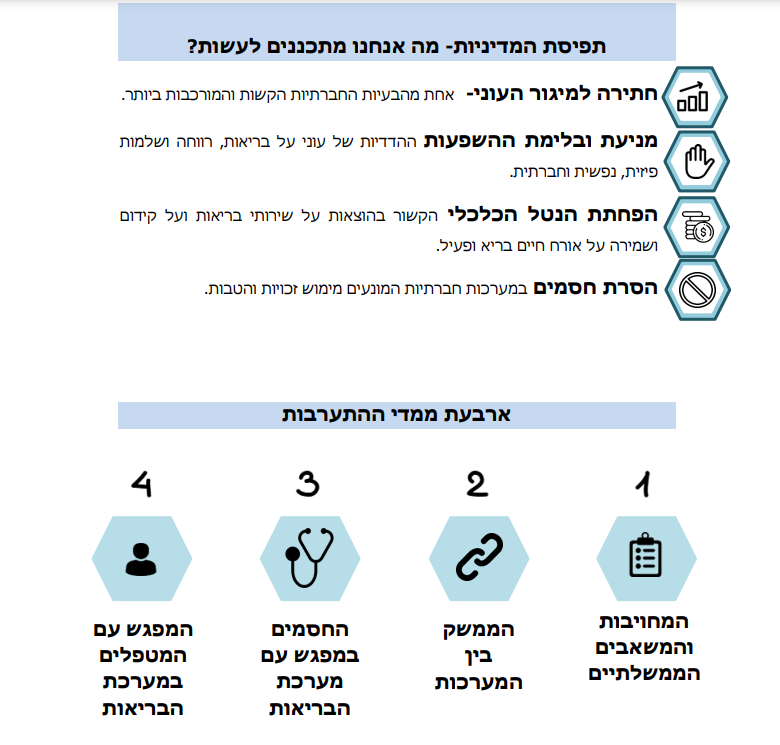 תפיסת המדיניות- מה אנחנו מתכננים לעשות?
חתירה למיגור העוני- אחת מהבעיות החברתיות הקשות והמורכבות ביותר.
מניעת ובלימת ההשפעות ההדדיות של עוני על בריאות, רווחה ושלמות
פיזית, נפשית וחברתית.
הפחתת הנטל הכלכלי הקשור בהוצאות על שירותי בריאות ועל קידום
ושמירה על אורח חיים בריא ופעיל.
הסרת חסמים במערכות חברתיות המונעים מימוש זכויות והטבות.
ארבעת ממדי ההתערבות
1
המחויבות
והמשאבים
הממשלתיים
2
הממשק
בין
המערכות
3
החסמים
במפגש עם
מערכת
הבריאות
4
המפגש עם
המטפלים
במערכת
הבריאות